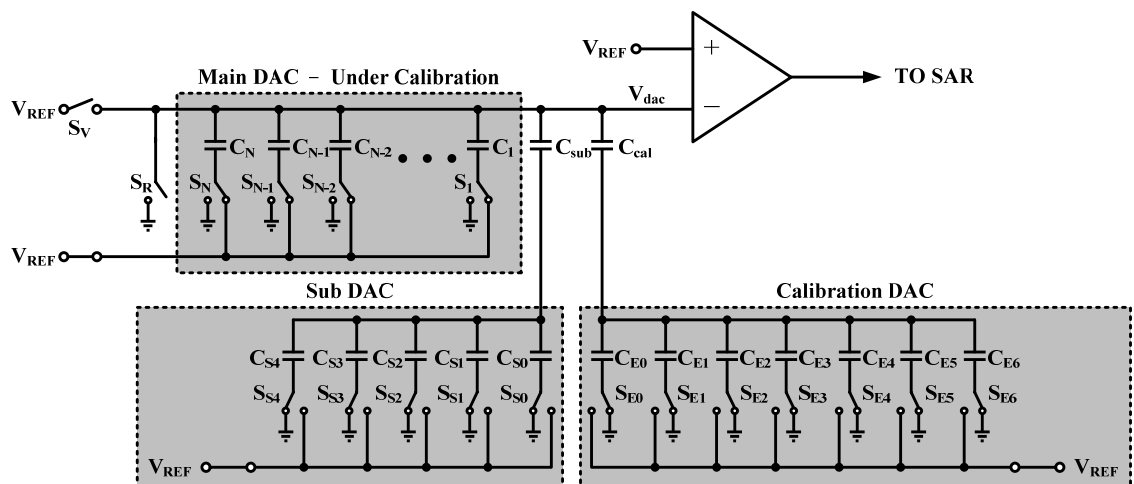 V_REF
+
Main DAC – Under Calibration
TO SAR
V_REF
V_dac
−
S_V
C_N
C_N-1
C_N-2
C_1
C_sub
C_cal
S_R
S_N
S_N-1
S_N-2
S_1
V_REF
Sub DAC
Calibration DAC
C_S4
C_S3
C_S2
C_S1
C_S0
C_E0
C_E1
C_E2
C_E3
C_E4
C_E5
C_E6
S_S4
S_S3
S_S2
S_S1
S_S0
S_E0
S_E1
S_E2
S_E3
S_E4
S_E5
S_E6
V_REF
V_REF